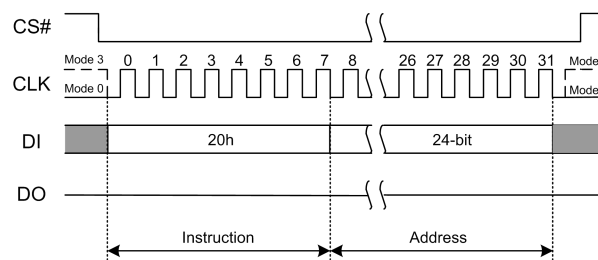 CS#
Mode 3 0 1 2 3 4 5 6 7 8 26 27 28 29 30 31 Mode
CLK
Mode 0 Mode
DI 20h 24-bit
DO
Instruction Address